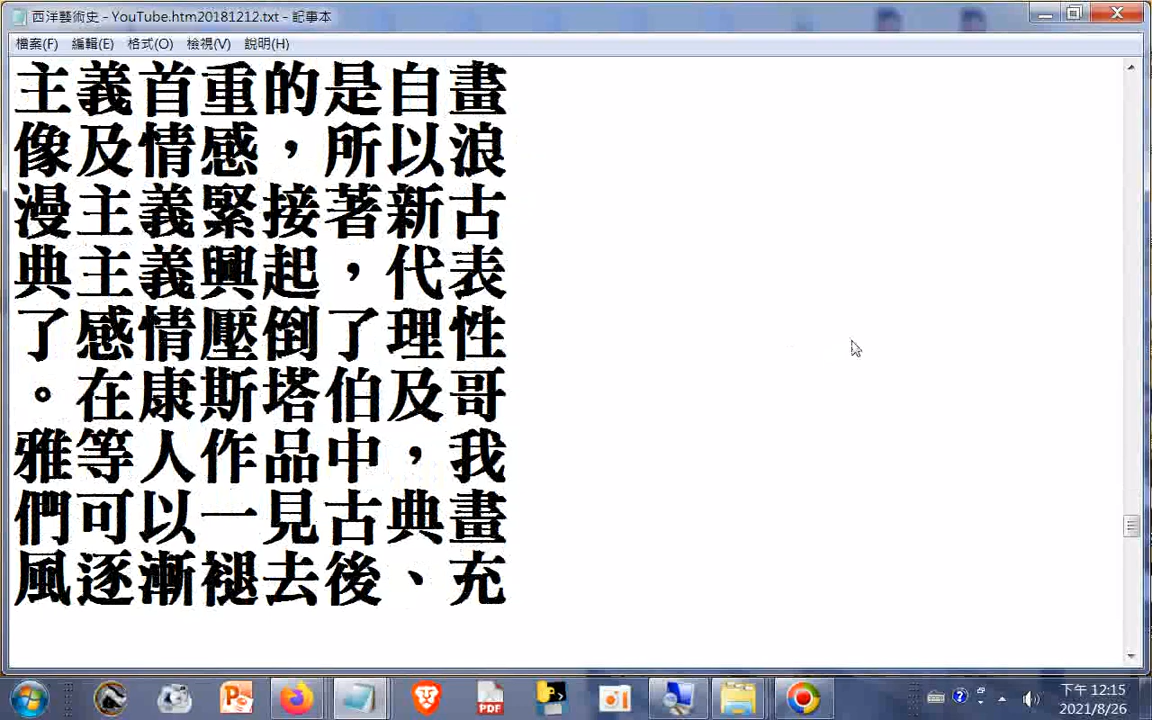 西洋藝術史 - YouTube.htm20181212.txt - 記事本
檔案(F) 編輯(E) 格式(O) 檢視(V) 說明(H)
主義首重的是自畫
像及情感，所以浪
漫主義緊接著新古
典主義興起，代表
了感情壓倒了理性
。在康斯塔伯及哥
雅等人作品中，我
們可以一見古典畫
風逐漸褪去後、充
PDF
下午 12:15
2021/8/26